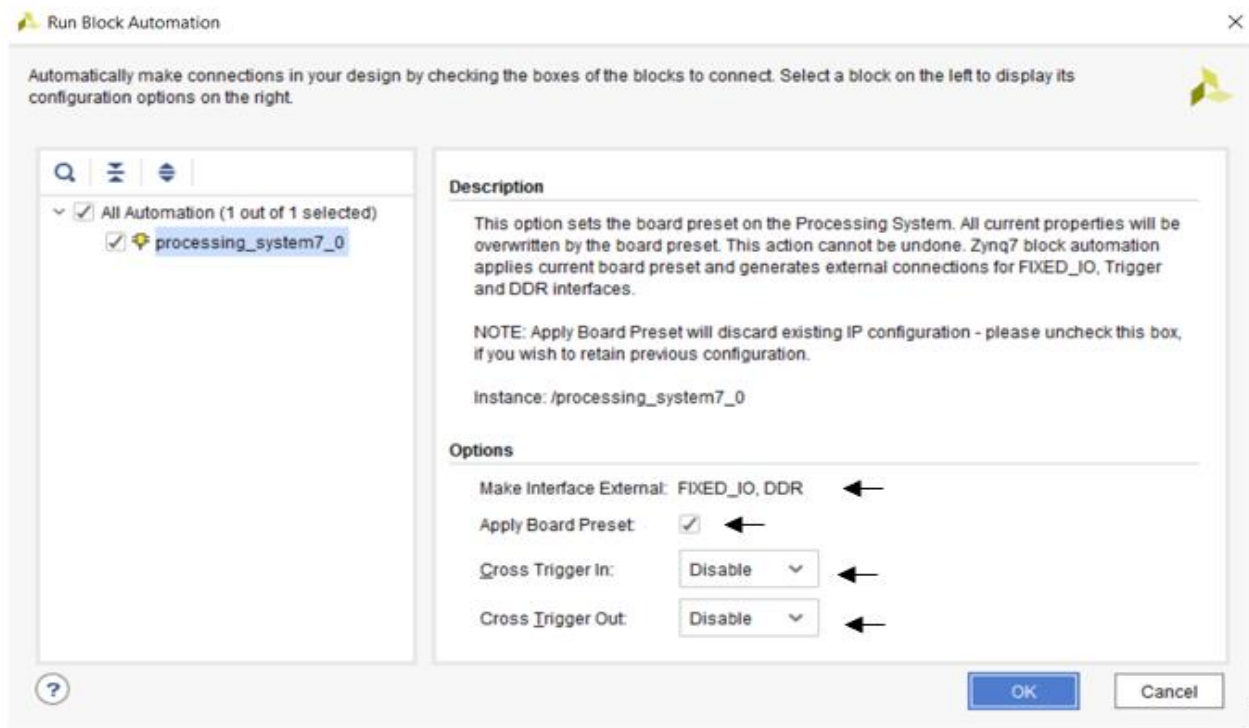 Run Block Automation
Automatically make connections in your design by checking the boxes of the blocks to connect. Select a block on the left to display its
configuration options on the right.
All Automation (1 out of 1 selected)
processing_system7_0
Description
This option sets the board preset on the Processing System. All current properties will be
overwritten by the board preset. This action cannot be undone. Zynq7 block automation
applies current board preset and generates external connections for FIXED_IO, Trigger
and DDR interfaces.
NOTE: Apply Board Preset will discard existing IP configuration - please uncheck this box,
if you wish to retain previous configuration.
Instance: /processing_system7_0
Options
Make Interface External: FIXED_IO, DDR
Apply Board Preset:
Cross Trigger In: Disable
Cross Trigger Out: Disable
? OK Cancel